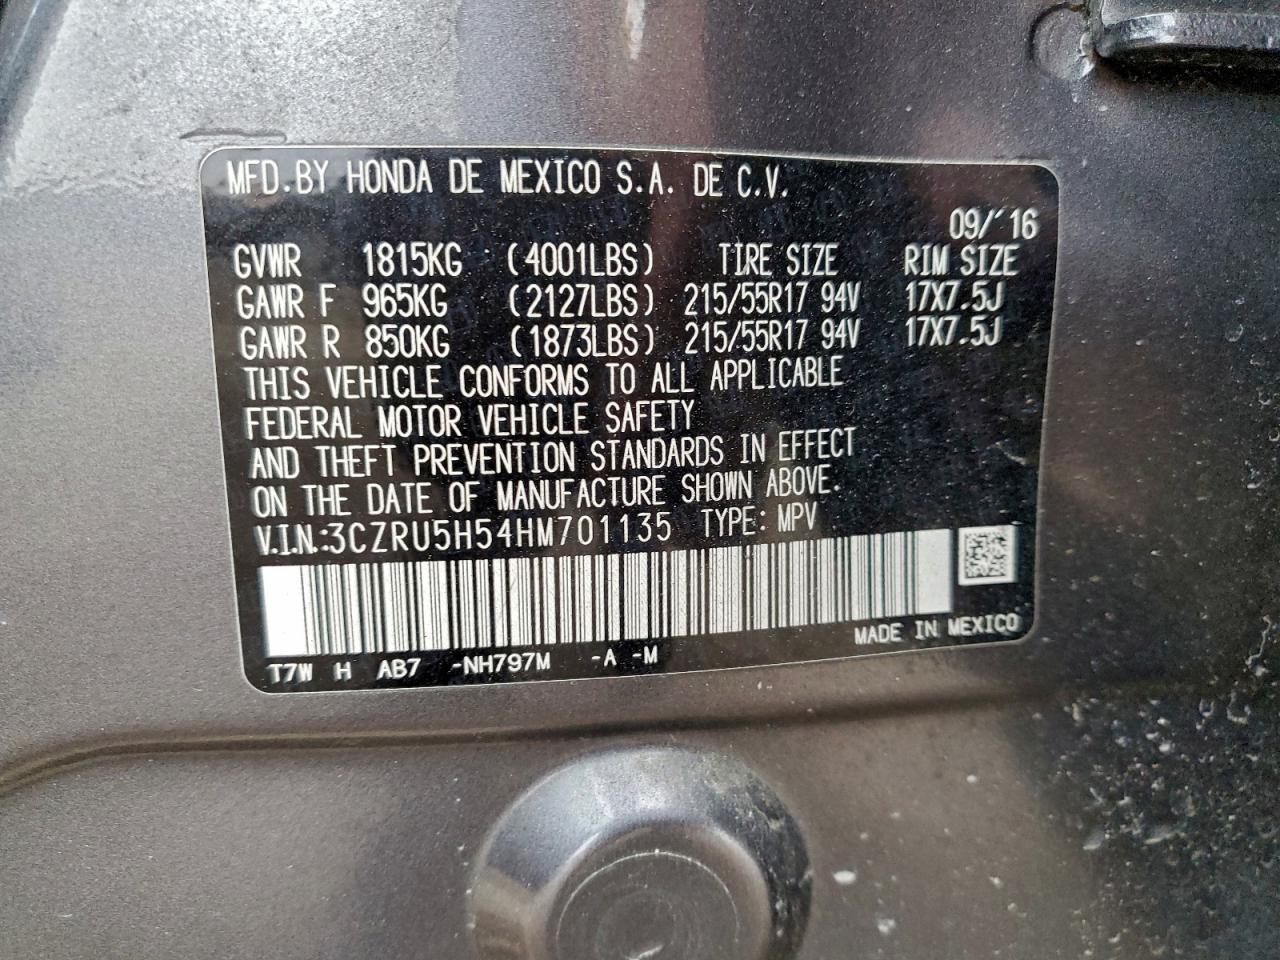 MFD.BY HONDA DE MEXICO S.A. DE C.V.
09/'16
GVWR 1815KG (4001LBS) TIRE SIZE RIM SIZE
GAWR F 965KG (2127LBS) 215/55R17 94V 17X7.5J
GAWR R 850KG (1873LBS) 215/55R17 94V 17X7.5J
THIS VEHICLE CONFORMS TO ALL APPLICABLE
FEDERAL MOTOR VEHICLE SAFETY
AND THEFT PREVENTION STANDARDS IN EFFECT
ON THE DATE OF MANUFACTURE SHOWN ABOVE.
V.I.N.:3CZRU5H54HM701135 TYPE: MPV
MADE IN MEXICO
T7W H AB7 -NH797M -A -M